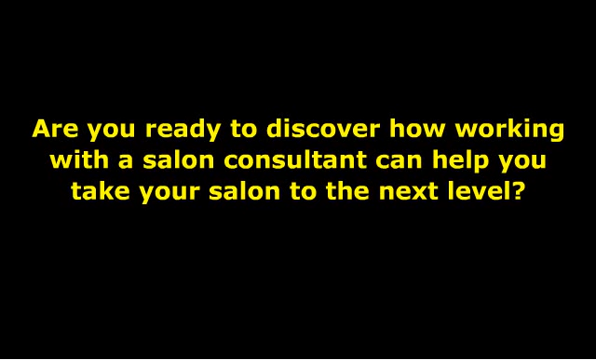 Are you ready to discover how working
with a salon consultant can help you
take your salon to the next level?